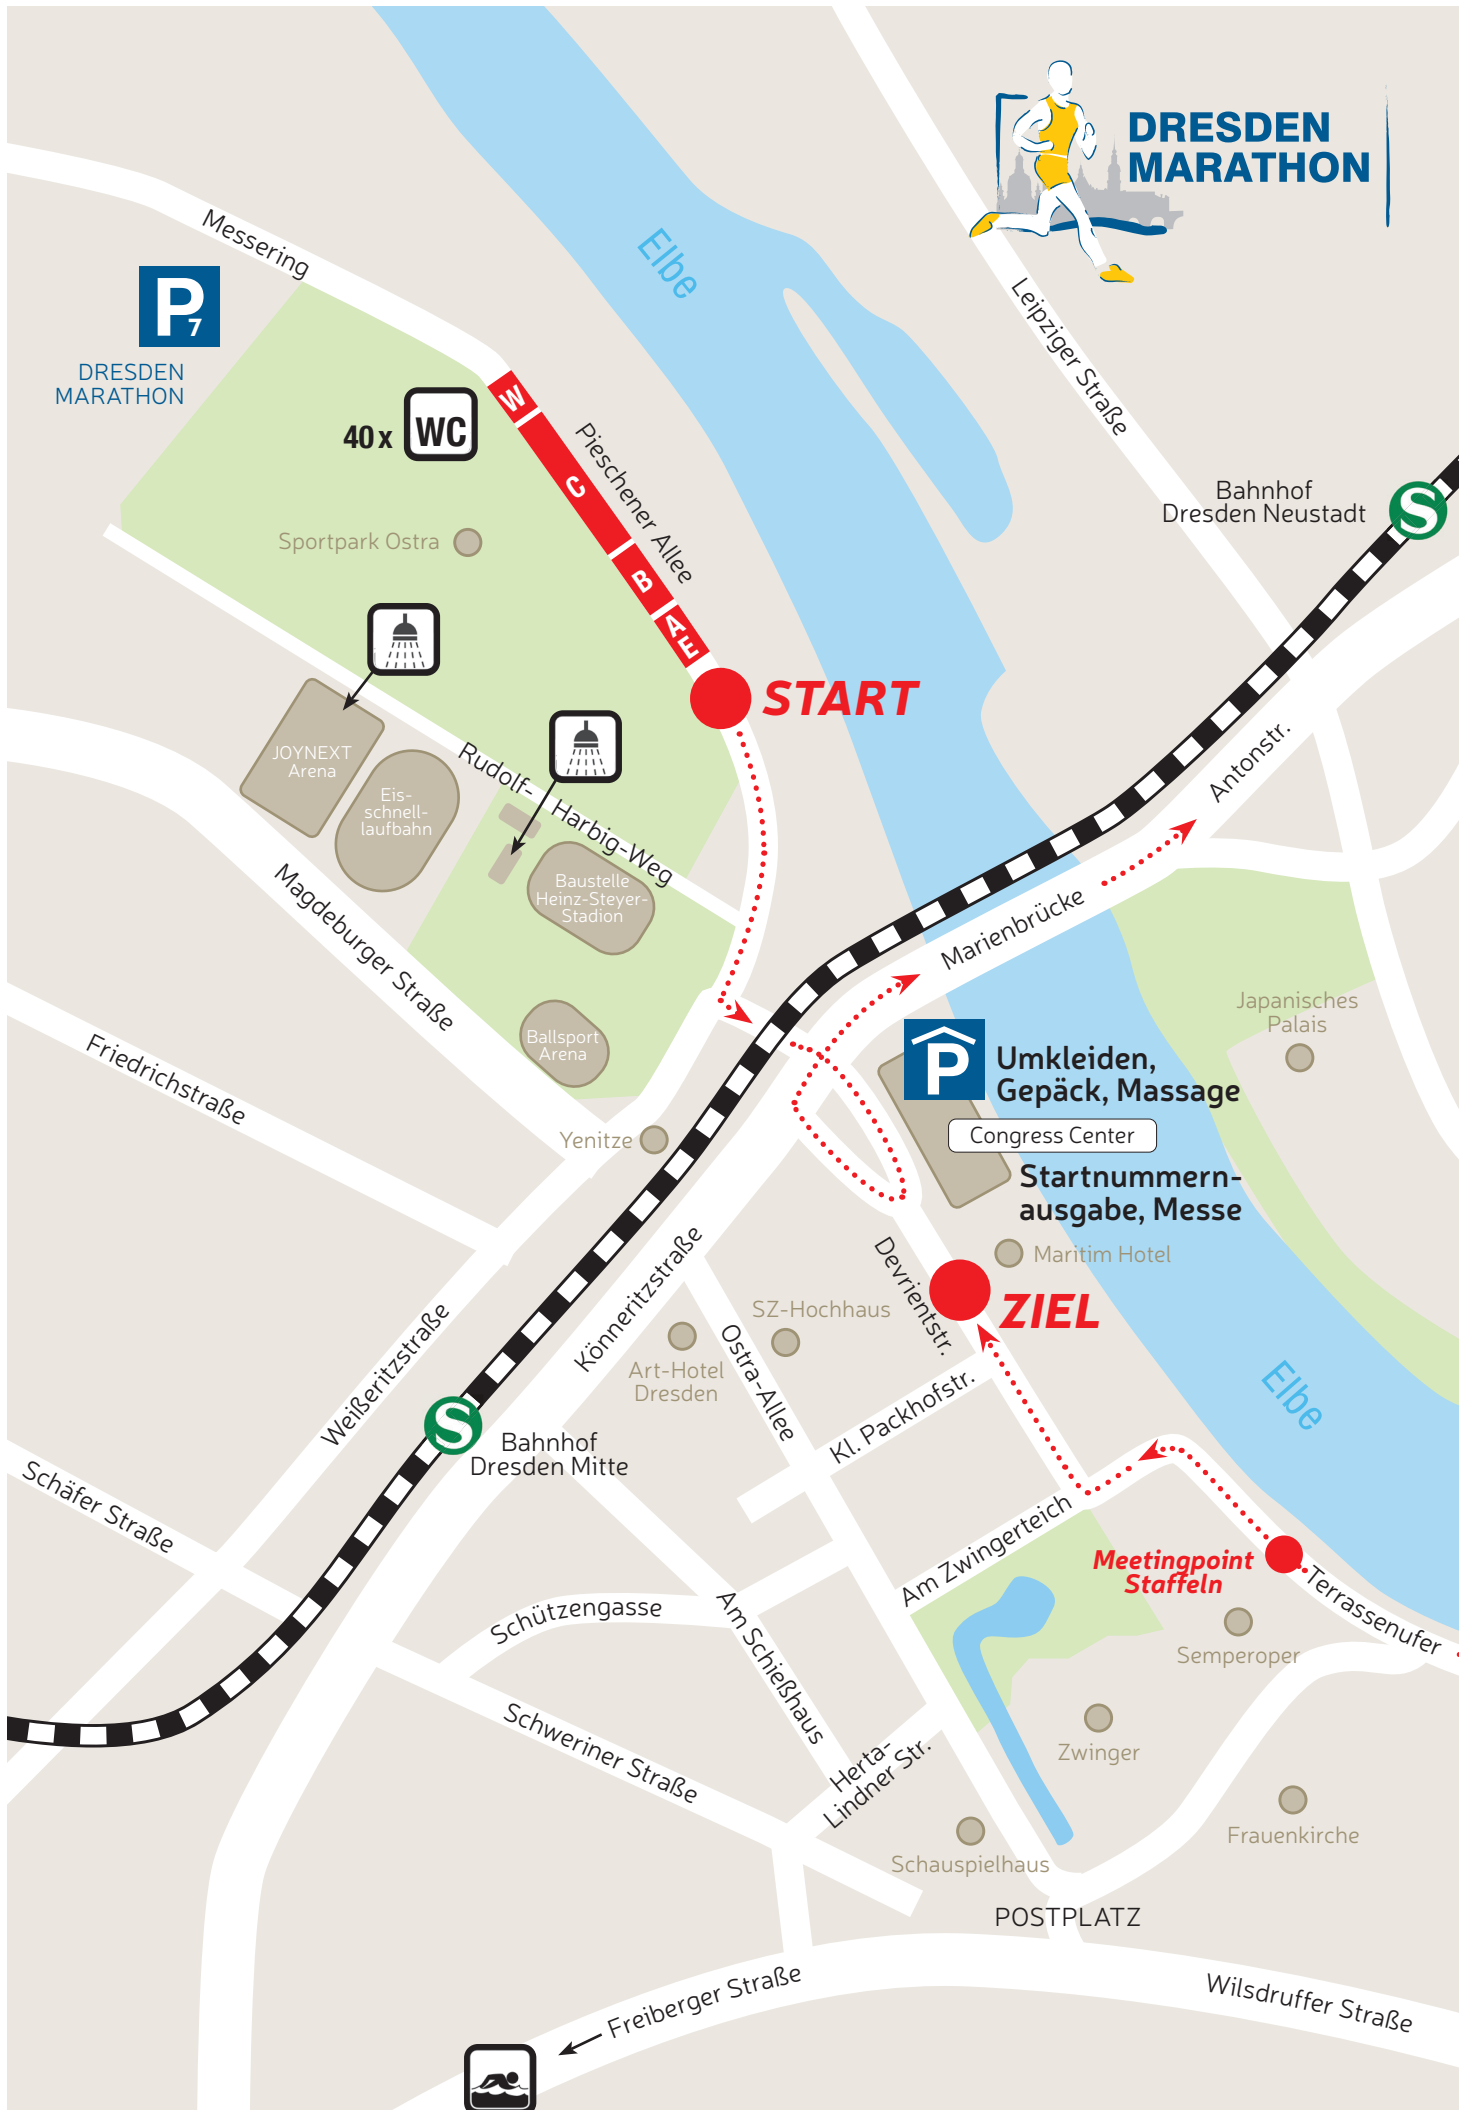 DRESDEN
MARATHON
Elbe
Messering
P7
DRESDEN
MARATHON
Leipziger Straße
40 x WC
W
C
B
A
E
Pieschener Allee
Bahnhof
Dresden Neustadt
S
Sportpark Ostra
START
JOYNEXT
Arena
Eis-
schnell-
laufbahn
Rudolf-Harbig-Weg
Antonstr.
Baustelle
Heinz-Steyer-
Stadion
Magdeburger Straße
Marienbrücke
Japanisches
Palais
Ballsport
Arena
Friedrichstraße
P
Umkleiden,
Gepäck, Massage
Congress Center
Startnummern-
ausgabe, Messe
Yenitze
Maritim Hotel
Devrientstr.
ZIEL
Könneritzstraße
SZ-Hochhaus
Ostra-Allee
Art-Hotel
Dresden
Weißeritzstraße
Elbe
Kl. Packhofstr.
S
Bahnhof
Dresden Mitte
Schäfer Straße
Am Zwingerteich
Meetingpoint
Staffeln
Terrassenufer
Schützengasse
Am Schießhaus
Semperoper
Schweriner Straße
Herta-
Lindner Str.
Zwinger
Frauenkirche
Schauspielhaus
POSTPLATZ
Freiberger Straße
Wilsdruffer Straße